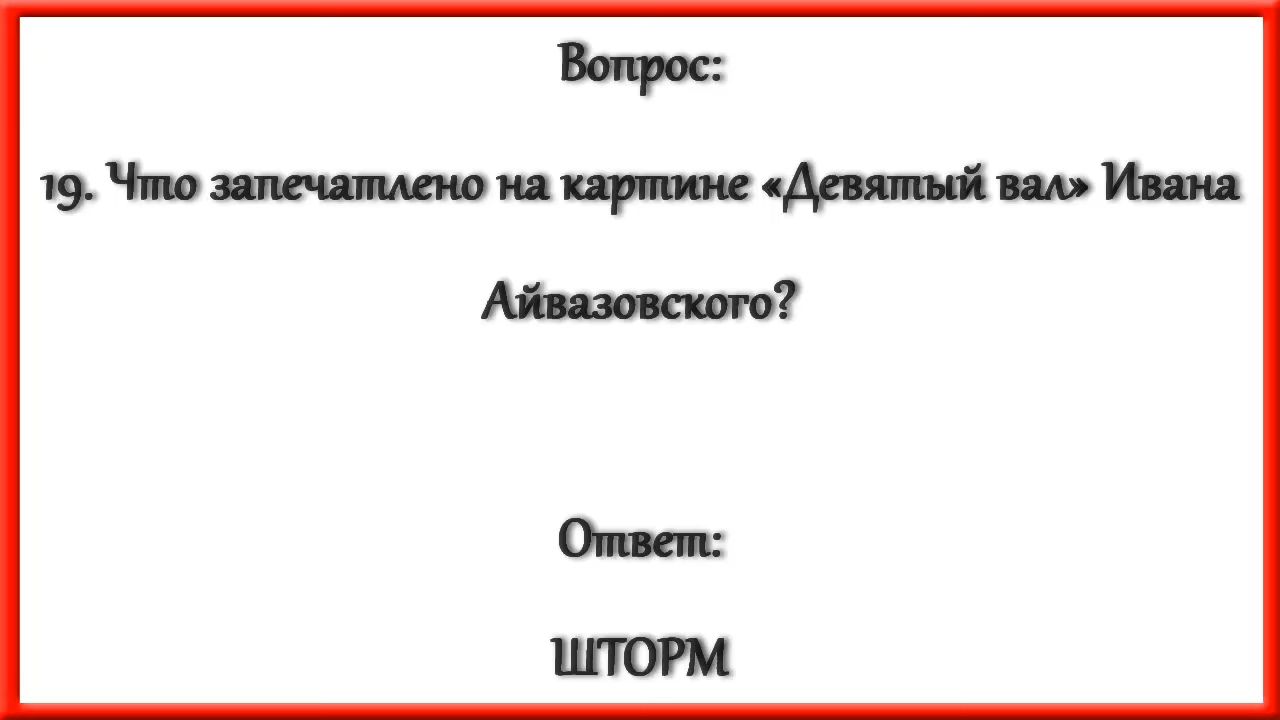 Вопрос:
19. Что запечатлено на картине «Девятый вал» Ивана
Айвазовского?
Ответ:
ШТОРМ